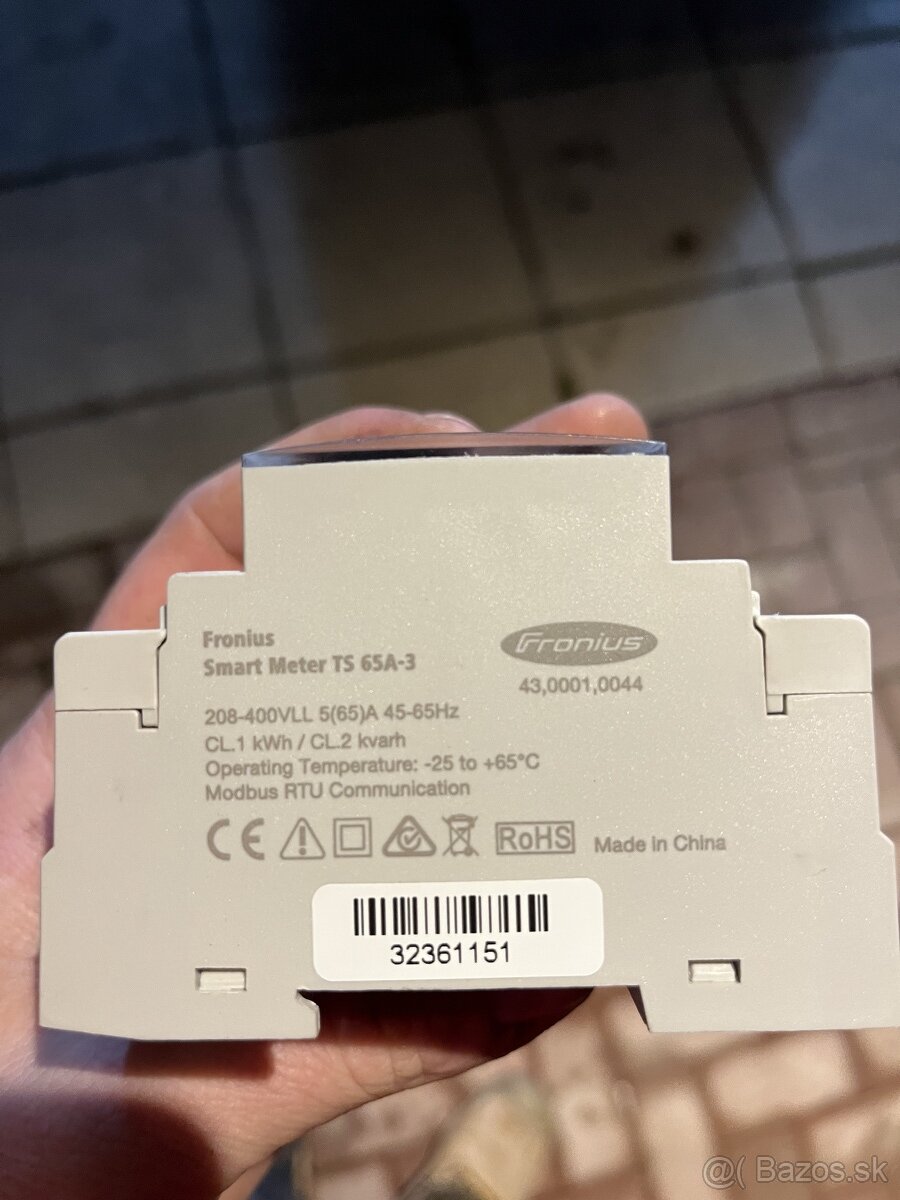 Fronius
Smart Meter TS 65A-3
Fronius
43,0001,0044
208-400VLL 5(65)A 45-65Hz
CL.1 kWh / CL.2 kvarh
Operating Temperature: -25 to +65°C
Modbus RTU Communication
CE
RoHS
Made in China
32361151
@( Bazos.sk